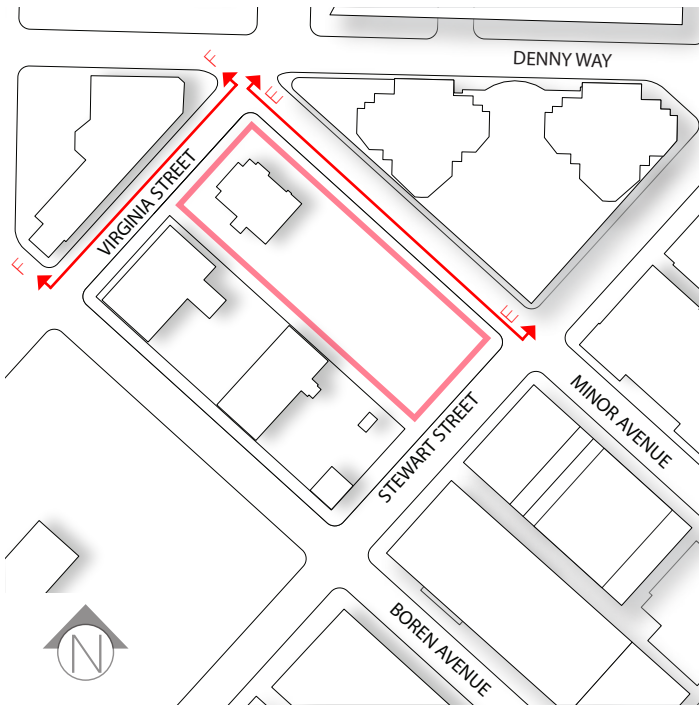 DENNY WAY
F
E
VIRGINIA STREET
F
E
MINOR AVENUE
STEWART STREET
BOREN AVENUE
N